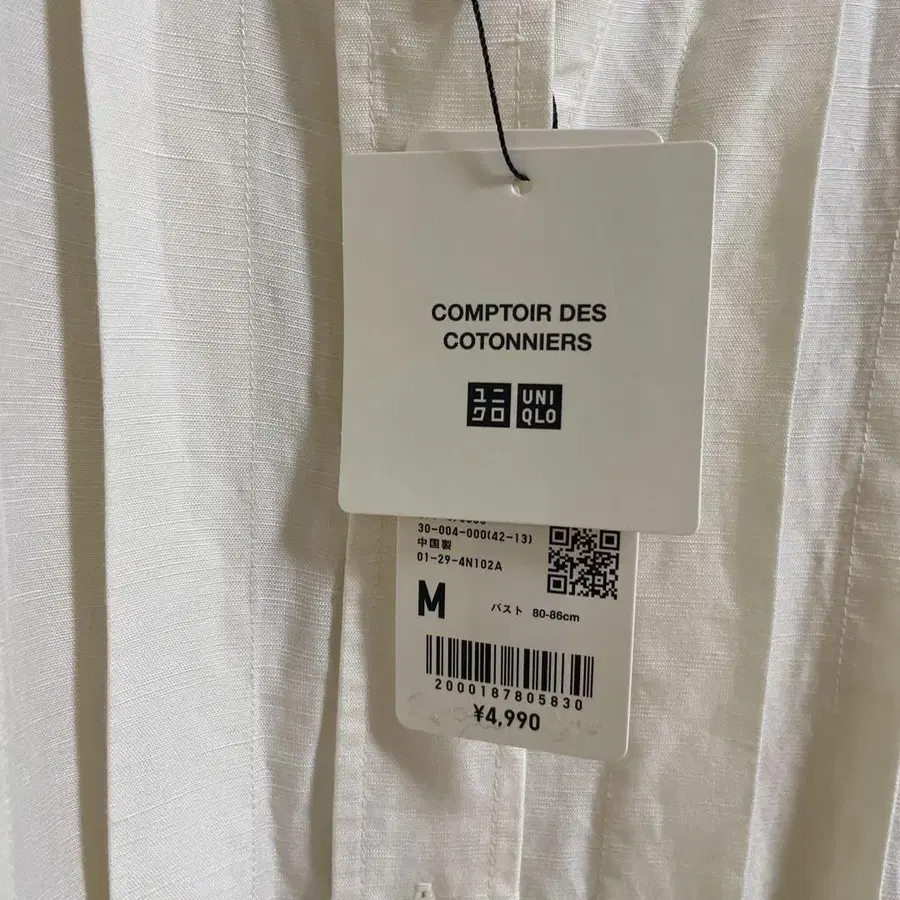 COMPTOIR DES
COTONNIERS
ユニ
クロ
UNI
QLO
30-004-000(42-13)
中国製
01-29-4N102A
M バスト 80-86cm
2000187805830
¥4,990